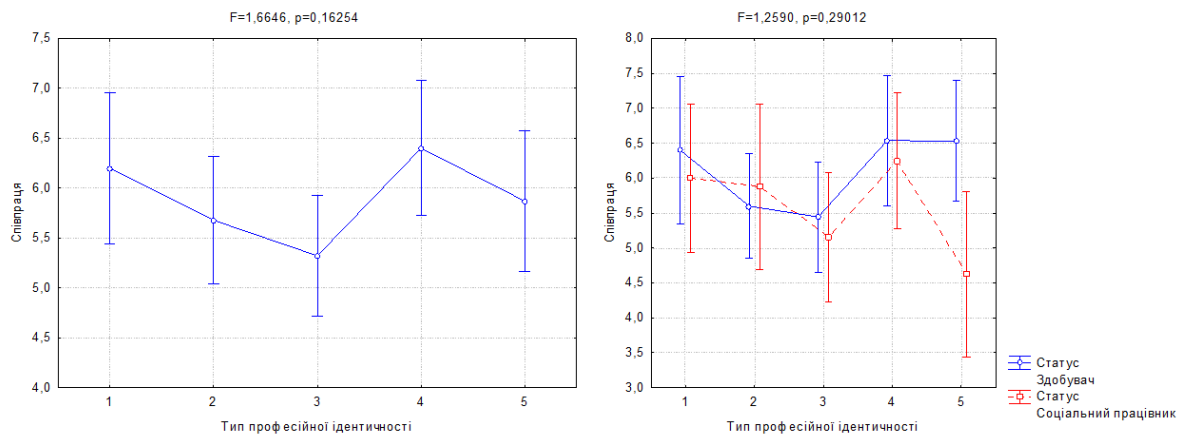 F=1,6646, p=0,16254
7,5
7,0
6,5
6,0
5,5
5,0
4,5
4,0
Співпраця
1 2 3 4 5
Тип професійної ідентичності
F=1,2590, p=0,29012
8,0
7,5
7,0
6,5
6,0
5,5
5,0
4,5
4,0
3,5
3,0
Співпраця
1 2 3 4 5
Тип професійної ідентичності
Статус
Здобувач
Статус
Соціальний працівник